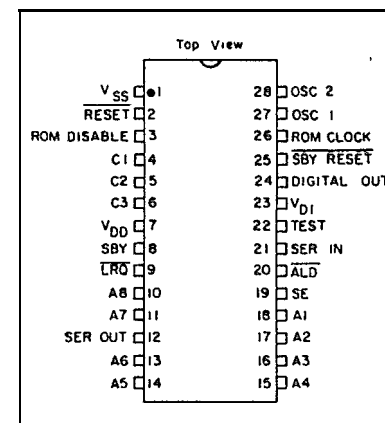 Top View
V_SS 1 28 OSC 2
RESET 2 27 OSC 1
ROM DISABLE 3 26 ROM CLOCK
C1 4 25 SBY RESET
C2 5 24 DIGITAL OUT
C3 6 23 V_DI
V_DD 7 22 TEST
SBY 8 21 SER IN
LRQ 9 20 ALD
A8 10 19 SE
A7 11 18 A1
SER OUT 12 17 A2
A6 13 16 A3
A5 14 15 A4